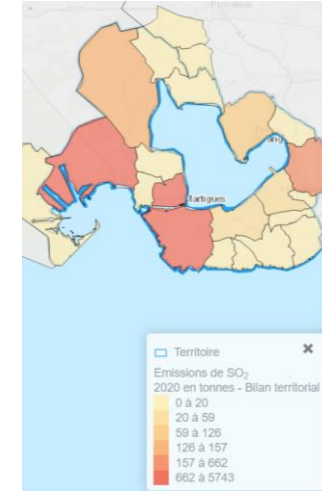 Martigues
Territoire
Emissions de SO₂
2020 en tonnes - Bilan territorial
0 à 20
20 à 59
59 à 126
126 à 157
157 à 662
662 à 5743